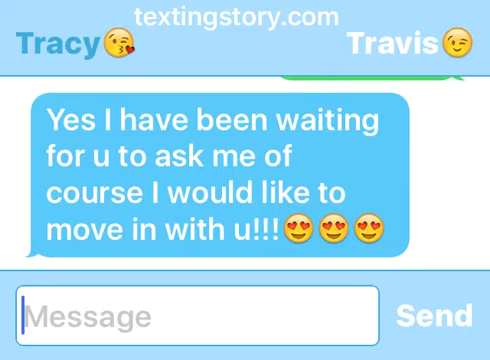 textingstory.com
Tracy😘 Travis😉
Yes I have been waiting
for u to ask me of
course I would like to
move in with u!!!😍😍😍
Message Send